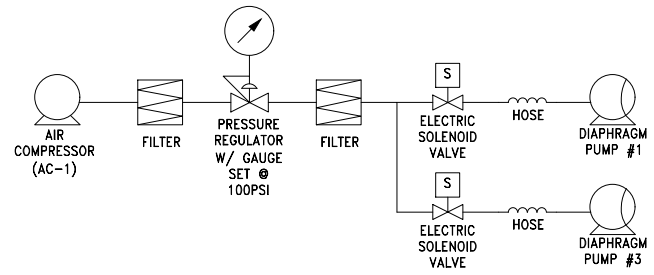 AIR
COMPRESSOR
(AC-1)
FILTER
PRESSURE
REGULATOR
W/ GAUGE
SET @
100PSI
FILTER
S
ELECTRIC
SOLENOID
VALVE
HOSE
DIAPHRAGM
PUMP #1
S
ELECTRIC
SOLENOID
VALVE
HOSE
DIAPHRAGM
PUMP #3